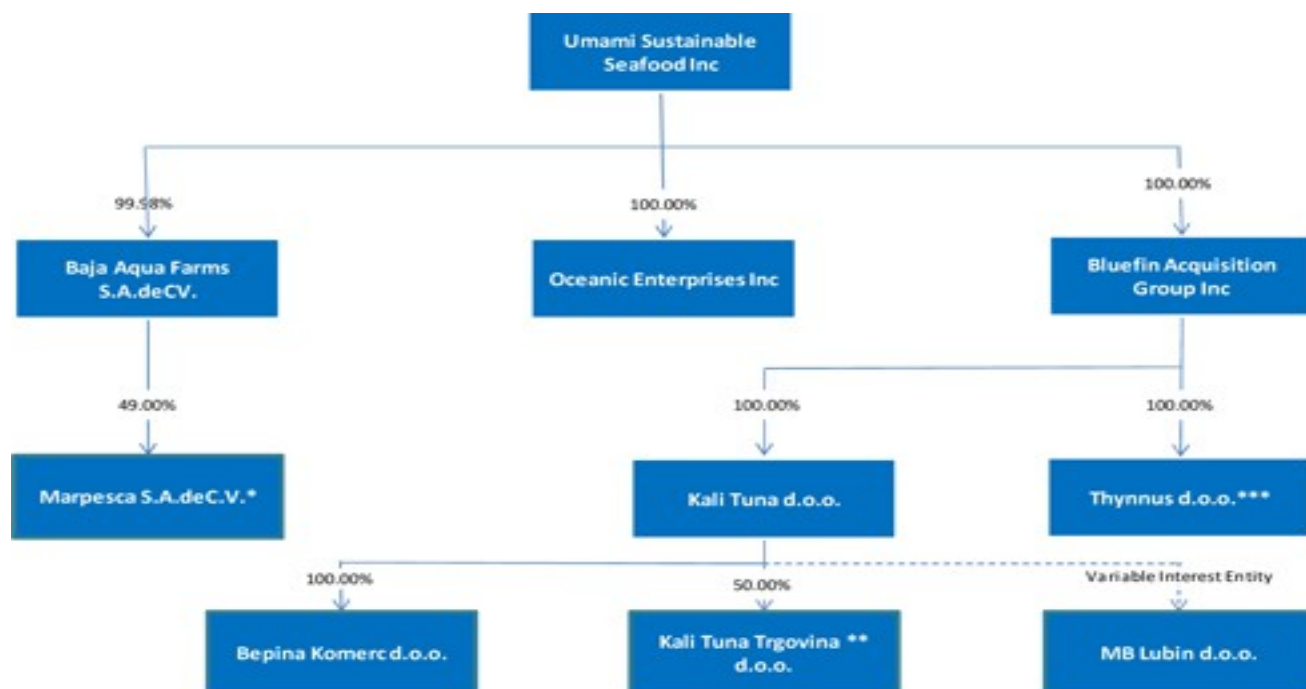 Umami Sustainable
Seafood Inc
99.98%
100.00%
100.00%
Baja Aqua Farms
S.A.deCV.
Oceanic Enterprises Inc
Bluefin Acquisition
Group Inc
49.00%
100.00%
100.00%
Marpesca S.A.deC.V.*
Kali Tuna d.o.o.
Thynnus d.o.o.***
100.00%
50.00%
Variable Interest Entity
Bepina Komerc d.o.o.
Kali Tuna Trgovina **
d.o.o.
MB Lubin d.o.o.